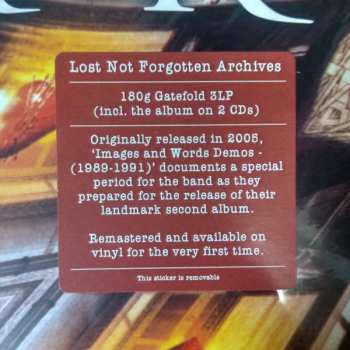 Lost Not Forgotten Archives
180g Gatefold 3LP
(incl. the album on 2 CDs)
Originally released in 2005,
‘Images and Words Demos -
(1989-1991)’ documents a special
period for the band as they
prepared for the release of their
landmark second album.
Remastered and available on
vinyl for the very first time.
This sticker is removable